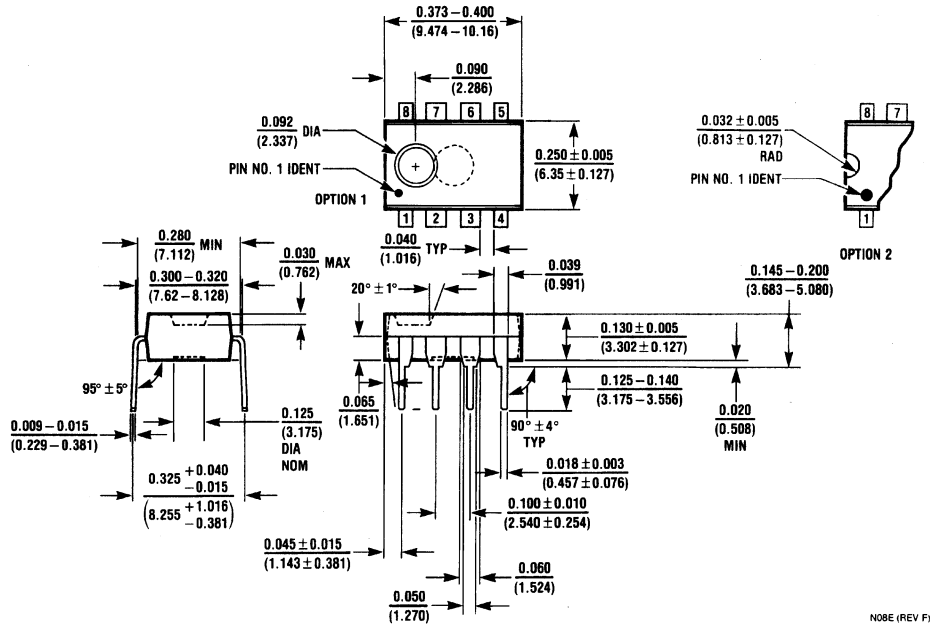 0.373–0.400
(9.474–10.16)
0.090
(2.286)
8 7 6 5
0.092 DIA
(2.337)
PIN NO. 1 IDENT
OPTION 1
1 2 3 4
0.250 ± 0.005
(6.35 ± 0.127)
0.032 ± 0.005
(0.813 ± 0.127)
RAD
PIN NO. 1 IDENT
8 7
1
OPTION 2
0.280 MIN
(7.112)
0.300–0.320
(7.62–8.128)
0.030 MAX
(0.762)
0.040 TYP
(1.016)
0.039
(0.991)
20° ± 1°
0.145–0.200
(3.683–5.080)
0.130 ± 0.005
(3.302 ± 0.127)
95° ± 5°
0.065
(1.651)
0.125–0.140
(3.175–3.556)
0.020
(0.508)
MIN
90° ± 4°
TYP
0.009–0.015
(0.229–0.381)
0.125
(3.175)
DIA
NOM
0.018 ± 0.003
(0.457 ± 0.076)
0.325 +0.040
−0.015
(8.255 +1.016
−0.381)
0.100 ± 0.010
(2.540 ± 0.254)
0.045 ± 0.015
(1.143 ± 0.381)
0.060
(1.524)
0.050
(1.270)
N08E (REV F)